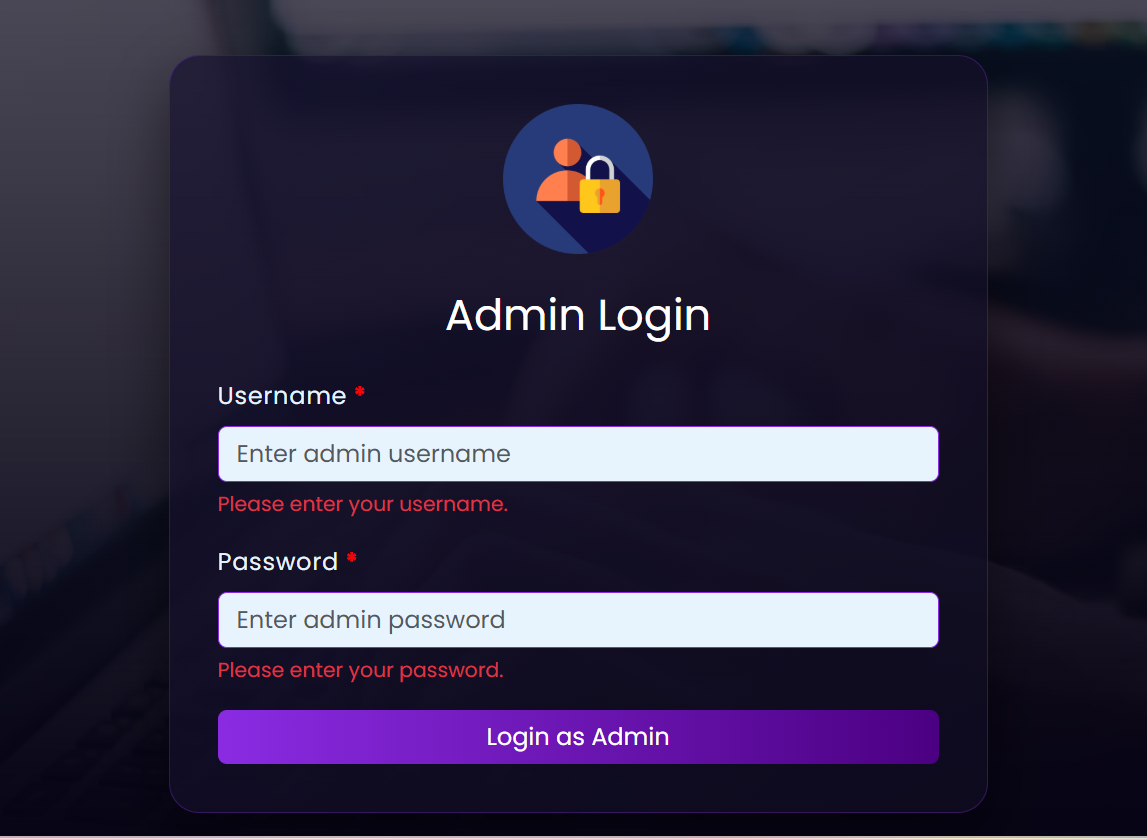 Admin Login
Username *
Enter admin username
Please enter your username.
Password *
Enter admin password
Please enter your password.
Login as Admin